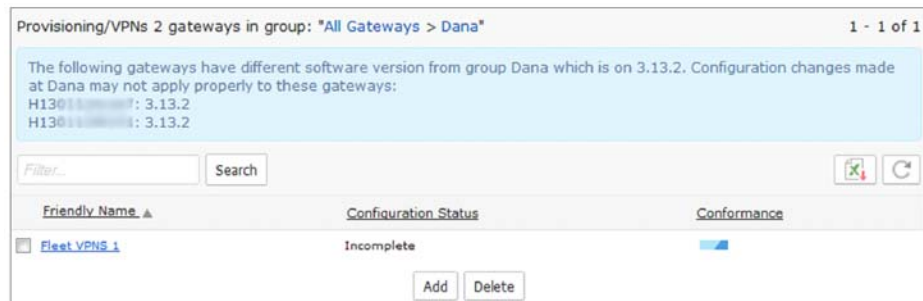 Provisioning/VPNs 2 gateways in group: "All Gateways > Dana"
1 - 1 of 1
The following gateways have different software version from group Dana which is on 3.13.2. Configuration changes made
at Dana may not apply properly to these gateways:
: 3.13.2
: 3.13.2
Filter... Search
Friendly Name Configuration Status Conformance
Fleet VPNS 1 Incomplete
Add Delete